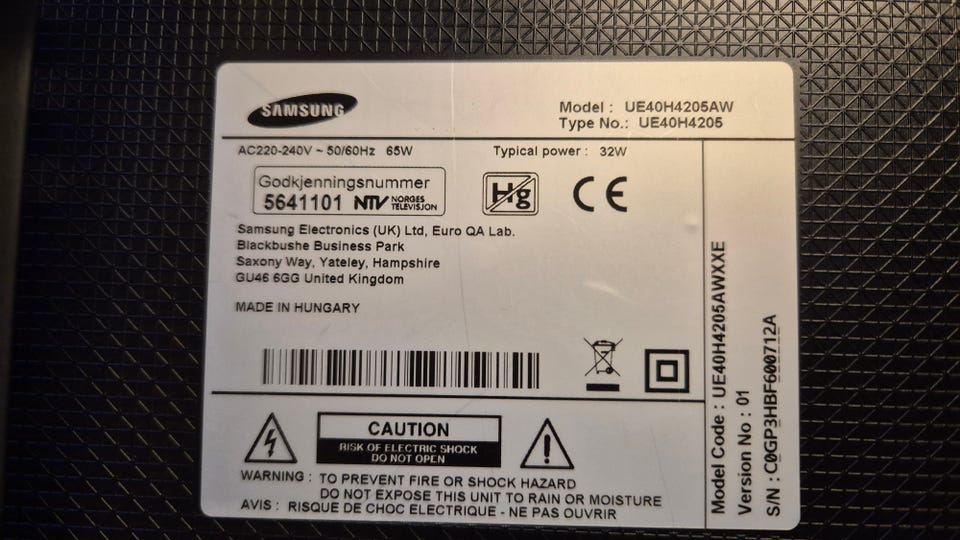 SAMSUNG
Model : UE40H4205AW
Type No.: UE40H4205
AC220-240V ~ 50/60Hz 65W
Typical power : 32W
Godkjenningsnummer
5641101 NTV NORGES TELEVISJON
Hg
CE
Samsung Electronics (UK) Ltd, Euro QA Lab.
Blackbushe Business Park
Saxony Way, Yateley, Hampshire
GU46 6GG United Kingdom
MADE IN HUNGARY
CAUTION
RISK OF ELECTRIC SHOCK
DO NOT OPEN
WARNING : TO PREVENT FIRE OR SHOCK HAZARD
DO NOT EXPOSE THIS UNIT TO RAIN OR MOISTURE
AVIS : RISQUE DE CHOC ELECTRIQUE - NE PAS OUVRIR
Model Code : UE40H4205AWXXE
Version No : 01
S/N : C0GP3HBF600712A